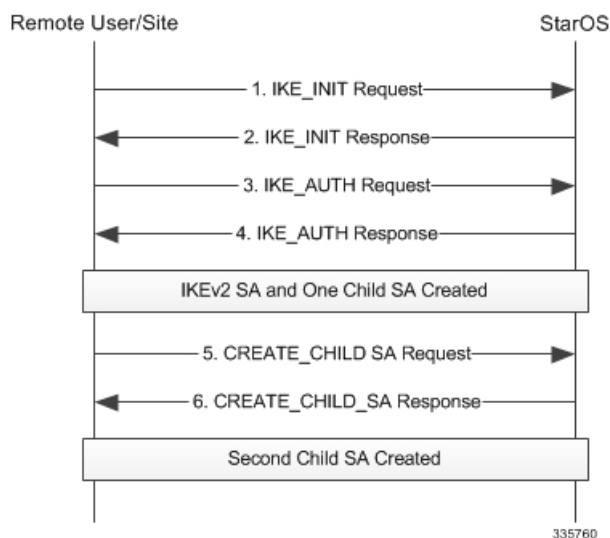 Remote User/Site
StarOS
1. IKE_INIT Request
2. IKE_INIT Response
3. IKE_AUTH Request
4. IKE_AUTH Response
IKEv2 SA and One Child SA Created
5. CREATE_CHILD SA Request
6. CREATE_CHILD_SA Response
Second Child SA Created
335760